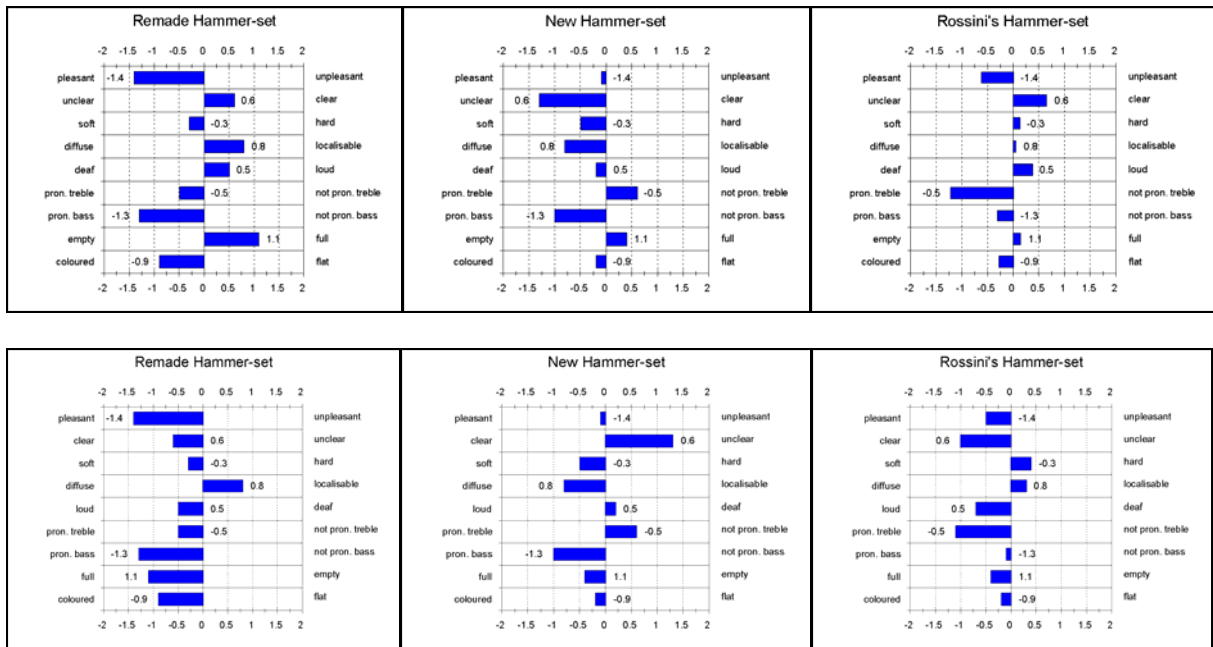 Remade Hammer-set
-2 -1.5 -1 -0.5 0 0.5 1 1.5 2
pleasant -1.4 unpleasant
unclear 0.6 clear
soft -0.3 hard
diffuse 0.8 localisable
deaf 0.5 loud
pron. treble -0.5 not pron. treble
pron. bass -1.3 not pron. bass
empty 1.1 full
coloured -0.9 flat
-2 -1.5 -1 -0.5 0 0.5 1 1.5 2
New Hammer-set
-2 -1.5 -1 -0.5 0 0.5 1 1.5 2
pleasant -1.4 unpleasant
unclear 0.6 clear
soft -0.3 hard
diffuse 0.8 localisable
deaf 0.5 loud
pron. treble -0.5 not pron. treble
pron. bass -1.3 not pron. bass
empty 1.1 full
coloured -0.9 flat
-2 -1.5 -1 -0.5 0 0.5 1 1.5 2
Rossini's Hammer-set
-2 -1.5 -1 -0.5 0 0.5 1 1.5 2
pleasant -1.4 unpleasant
unclear 0.6 clear
soft -0.3 hard
diffuse 0.8 localisable
deaf 0.5 loud
pron. treble -0.5 not pron. treble
pron. bass -1.3 not pron. bass
empty 1.1 full
coloured -0.9 flat
-2 -1.5 -1 -0.5 0 0.5 1 1.5 2
Remade Hammer-set
-2 -1.5 -1 -0.5 0 0.5 1 1.5 2
pleasant -1.4 unpleasant
clear 0.6 unclear
soft -0.3 hard
diffuse 0.8 localisable
loud 0.5 deaf
pron. treble -0.5 not pron. treble
pron. bass -1.3 not pron. bass
full 1.1 empty
coloured -0.9 flat
-2 -1.5 -1 -0.5 0 0.5 1 1.5 2
New Hammer-set
-2 -1.5 -1 -0.5 0 0.5 1 1.5 2
pleasant -1.4 unpleasant
clear 0.6 unclear
soft -0.3 hard
diffuse 0.8 localisable
loud 0.5 deaf
pron. treble -0.5 not pron. treble
pron. bass -1.3 not pron. bass
full 1.1 empty
coloured -0.9 flat
-2 -1.5 -1 -0.5 0 0.5 1 1.5 2
Rossini's Hammer-set
-2 -1.5 -1 -0.5 0 0.5 1 1.5 2
pleasant -1.4 unpleasant
clear 0.6 unclear
soft -0.3 hard
diffuse 0.8 localisable
loud 0.5 deaf
pron. treble -0.5 not pron. treble
pron. bass -1.3 not pron. bass
full 1.1 empty
coloured -0.9 flat
-2 -1.5 -1 -0.5 0 0.5 1 1.5 2